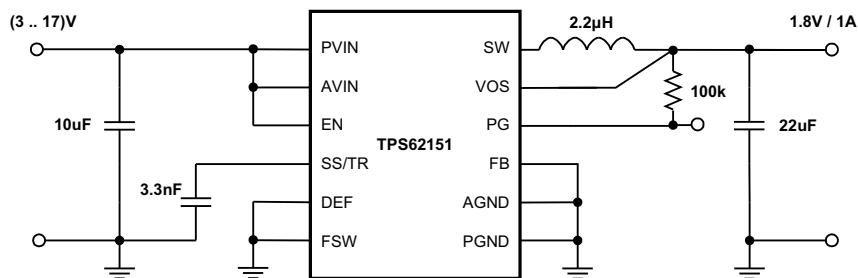 (3 .. 17)V
1.8V / 1A
2.2µH
PVIN
SW
AVIN
VOS
100k
10uF
EN
PG
22uF
TPS62151
SS/TR
FB
3.3nF
DEF
AGND
FSW
PGND